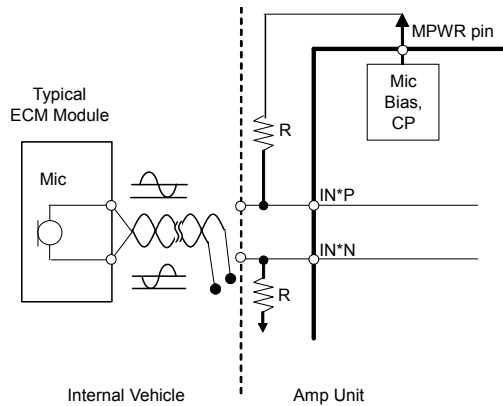 MPWR pin
Mic
Bias,
CP
Typical
ECM Module
R
Mic
IN*P
IN*N
R
Internal Vehicle
Amp Unit